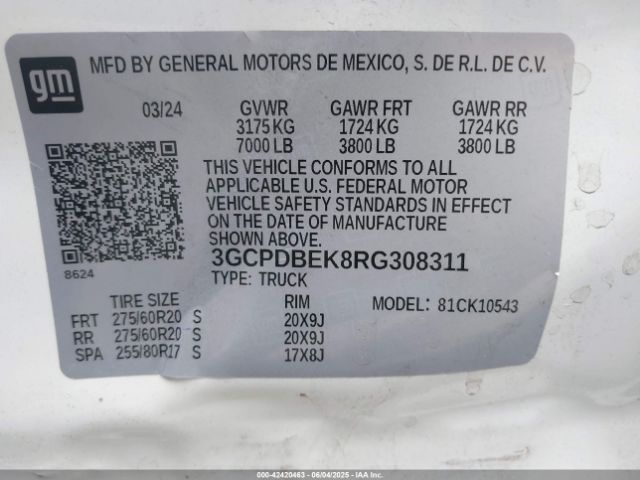 gm
MFD BY GENERAL MOTORS DE MEXICO, S. DE R.L. DE C.V.
03/24 GVWR GAWR FRT GAWR RR
3175 KG 1724 KG 1724 KG
7000 LB 3800 LB 3800 LB
THIS VEHICLE CONFORMS TO ALL
APPLICABLE U.S. FEDERAL MOTOR
VEHICLE SAFETY STANDARDS IN EFFECT
ON THE DATE OF MANUFACTURE
SHOWN ABOVE.
3GCPDBEK8RG308311
8624
TYPE: TRUCK
TIRE SIZE RIM MODEL: 81CK10543
FRT 275/60R20 S 20X9J
RR 275/60R20 S 20X9J
SPA 255/80R17 S 17X8J
000-42420463 - 06/04/2025 - IAAI.COM